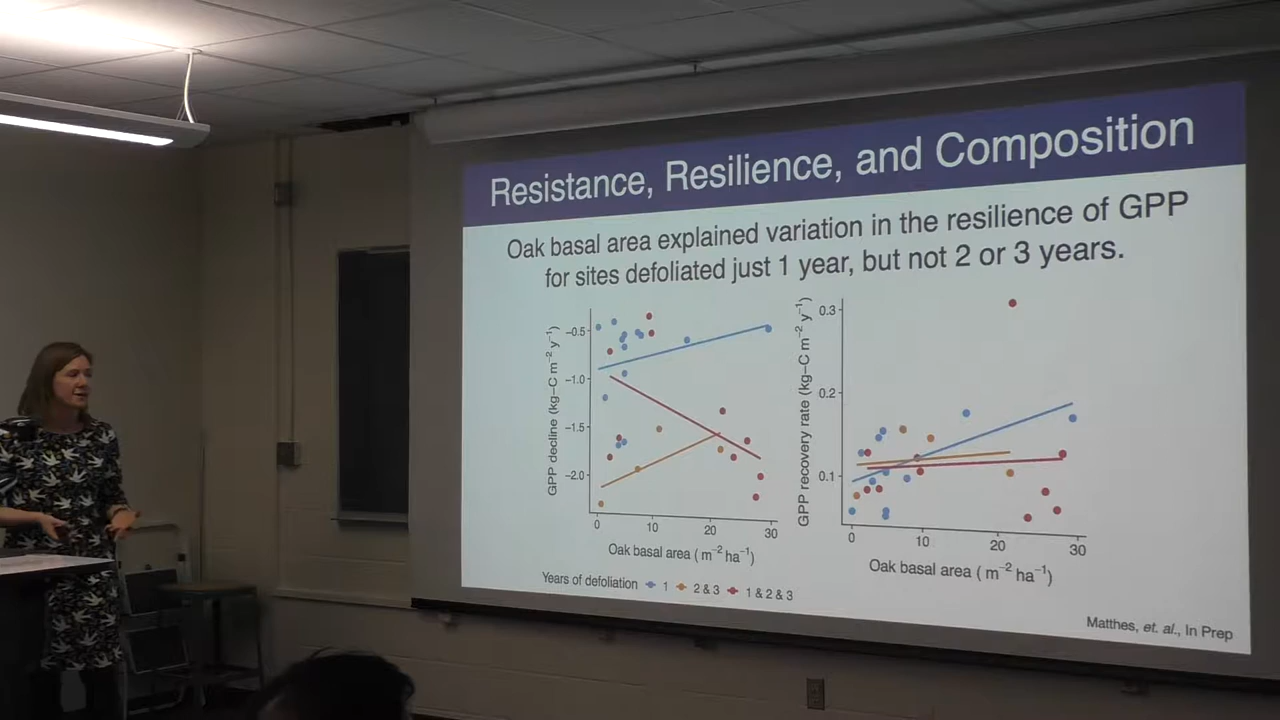 Resistance, Resilience, and Composition
Oak basal area explained variation in the resilience of GPP
for sites defoliated just 1 year, but not 2 or 3 years.
GPP decline (kg−C m⁻² y⁻¹)
−0.5
−1.0
−1.5
−2.0
0 10 20 30
Oak basal area ( m⁻² ha⁻¹)
GPP recovery rate (kg−C m⁻² y⁻¹)
0.3
0.2
0.1
0 10 20 30
Oak basal area ( m⁻² ha⁻¹)
Years of defoliation 1 2 & 3 1 & 2 & 3
Matthes, et. al., In Prep